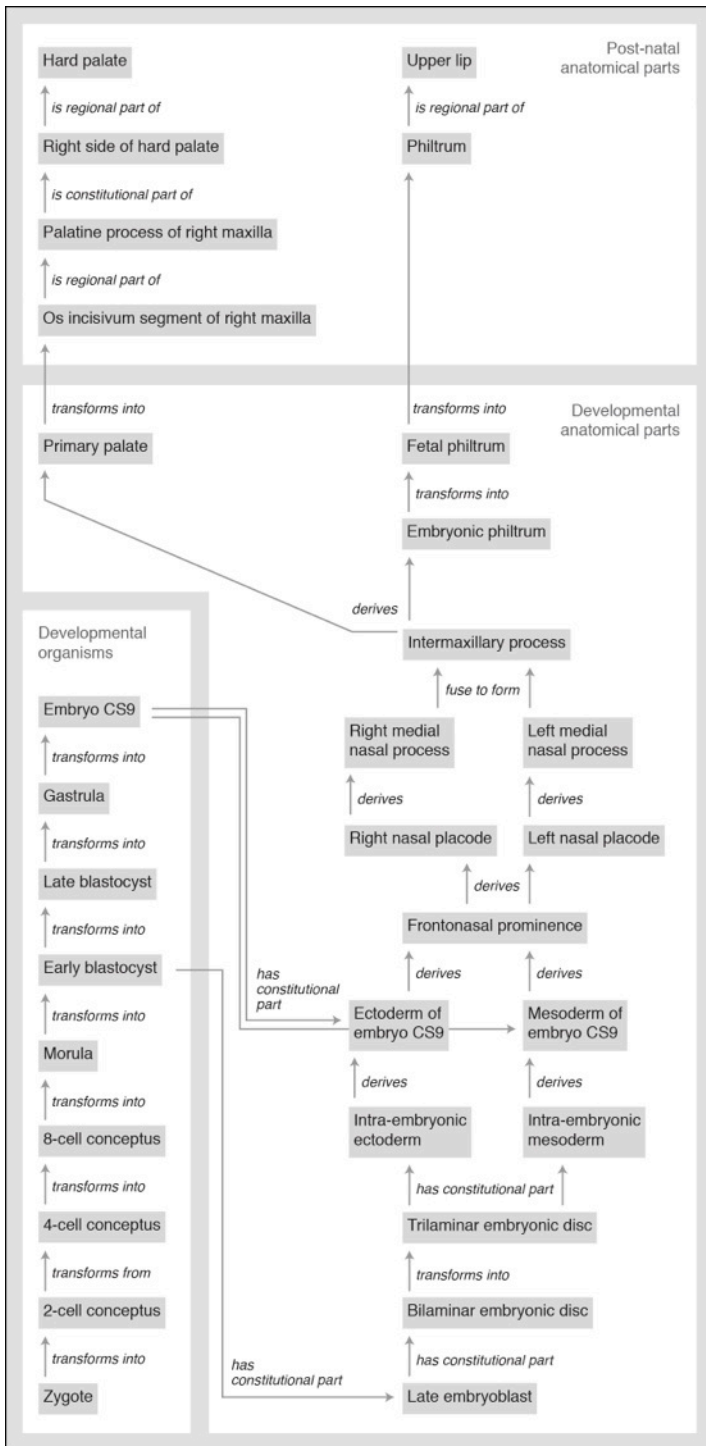 Post-natal
anatomical parts
Hard palate
is regional part of
Right side of hard palate
is constitutional part of
Palatine process of right maxilla
is regional part of
Os incisivum segment of right maxilla
Upper lip
is regional part of
Philtrum
transforms into
Primary palate
transforms into
Fetal philtrum
transforms into
Embryonic philtrum
Developmental
anatomical parts
derives
Intermaxillary process
fuse to form
Right medial
nasal process
Left medial
nasal process
derives
derives
Right nasal placode
Left nasal placode
derives
Frontonasal prominence
derives
derives
has
constitutional
part
Ectoderm of
embryo CS9
Mesoderm of
embryo CS9
derives
derives
Intra-embryonic
ectoderm
Intra-embryonic
mesoderm
has constitutional part
Trilaminar embryonic disc
transforms into
Bilaminar embryonic disc
has constitutional part
has
constitutional part
Late embryoblast
Developmental
organisms
Embryo CS9
transforms into
Gastrula
transforms into
Late blastocyst
transforms into
Early blastocyst
transforms into
Morula
transforms into
8-cell conceptus
transforms into
4-cell conceptus
transforms from
2-cell conceptus
transforms into
Zygote